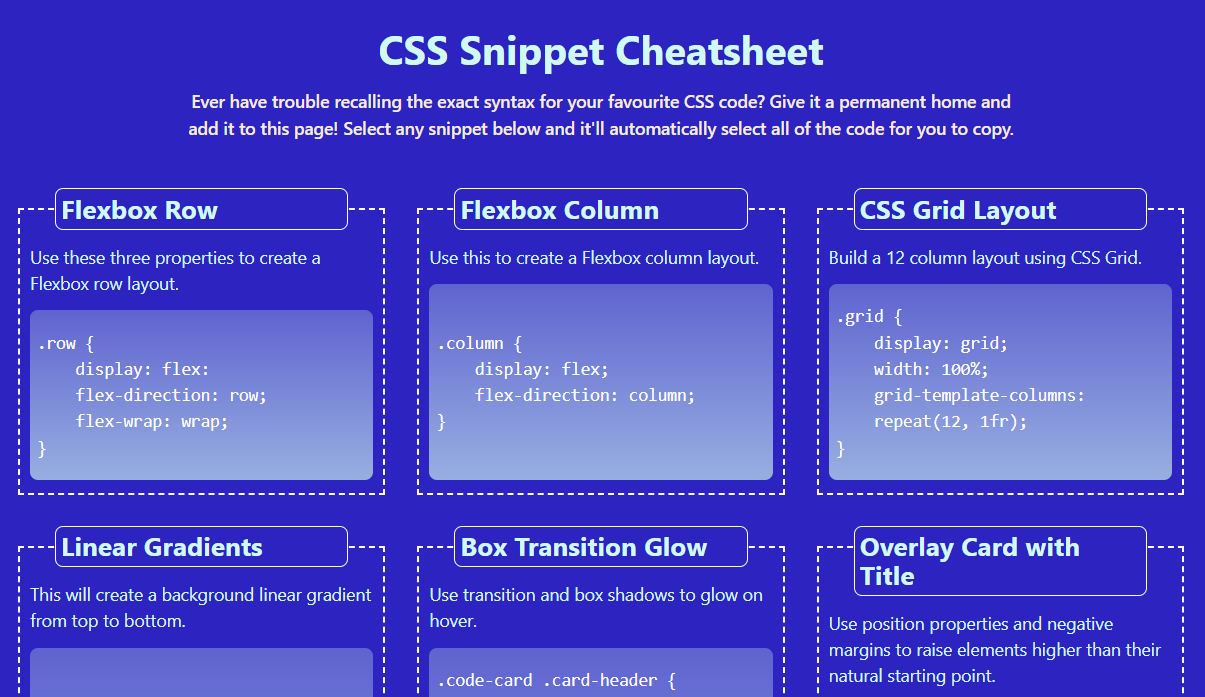 CSS Snippet Cheatsheet
Ever have trouble recalling the exact syntax for your favourite CSS code? Give it a permanent home and
add it to this page! Select any snippet below and it'll automatically select all of the code for you to copy.
Flexbox Row
Use these three properties to create a
Flexbox row layout.
.row {
    display: flex:
    flex-direction: row;
    flex-wrap: wrap;
}
Flexbox Column
Use this to create a Flexbox column layout.
.column {
    display: flex;
    flex-direction: column;
}
CSS Grid Layout
Build a 12 column layout using CSS Grid.
.grid {
    display: grid;
    width: 100%;
    grid-template-columns:
    repeat(12, 1fr);
}
Linear Gradients
This will create a background linear gradient
from top to bottom.
Box Transition Glow
Use transition and box shadows to glow on
hover.
.code-card .card-header {
Overlay Card with
Title
Use position properties and negative
margins to raise elements higher than their
natural starting point.